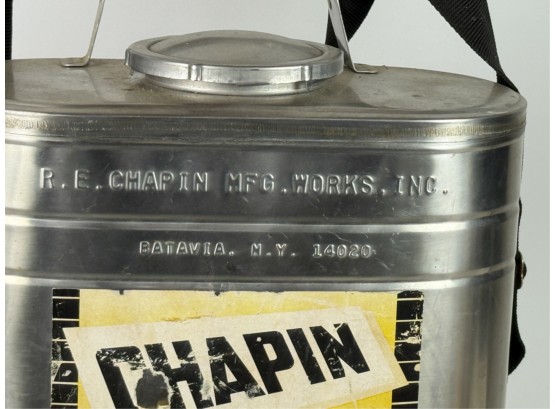 R.E.CHAPIN MFG.WORKS,INC.
BATAVIA, N.Y. 14020
CHAPIN